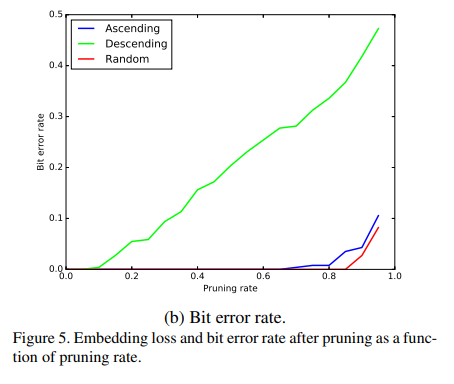 0.5
Ascending
Descending
Random
0.4
0.3
Bit error rate
0.2
0.1
0.0
0.0 0.2 0.4 0.6 0.8 1.0
Pruning rate
(b) Bit error rate.
Figure 5. Embedding loss and bit error rate after pruning as a func-
tion of pruning rate.